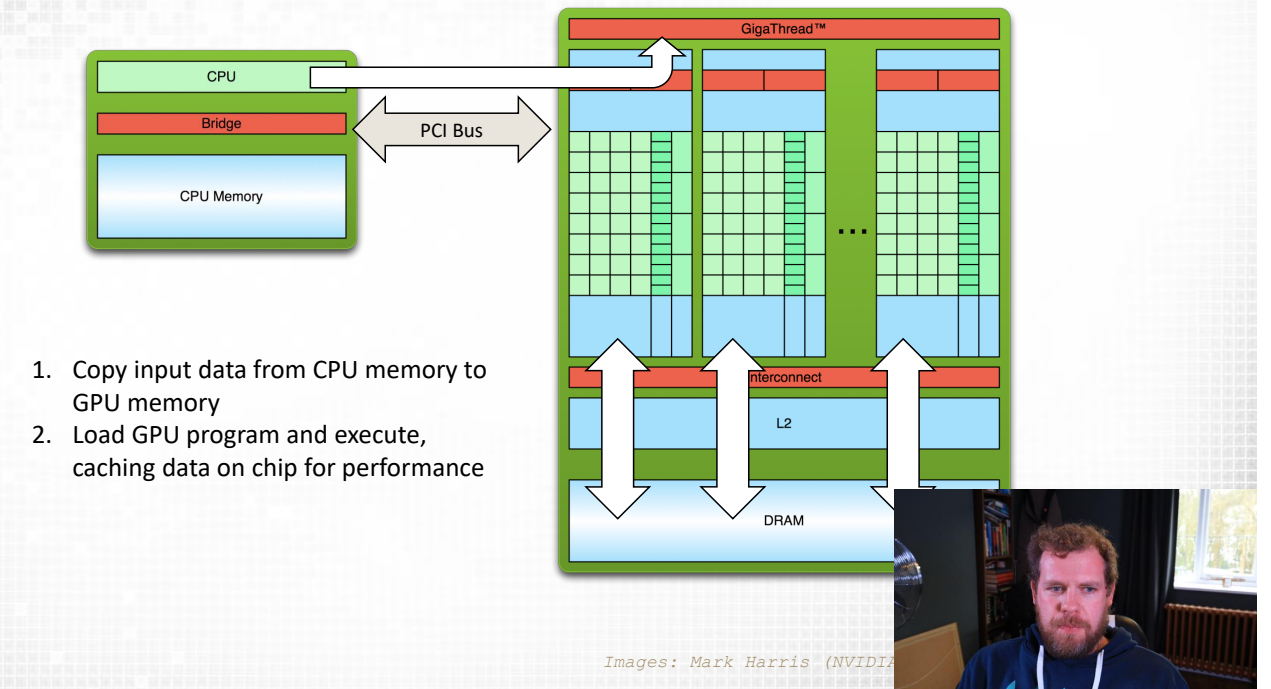 GigaThread™
CPU
Bridge
PCI Bus
CPU Memory
...
1. Copy input data from CPU memory to
GPU memory
2. Load GPU program and execute,
caching data on chip for performance
nterconnect
L2
DRAM
Images: Mark Harris (NVIDIA